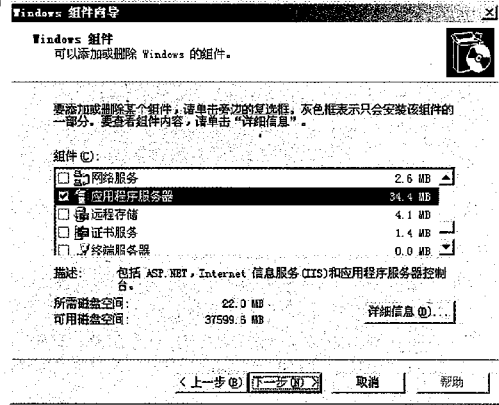 Windows 组件向导
Windows 组件
可以添加或删除 Windows 的组件。
要添加或删除某个组件，请单击旁边的复选框。灰色框表示只会安装该组件的
一部分。要查看组件内容，请单击“详细信息”。
组件(C):
网络服务 2.6 MB
应用程序服务器 34.4 MB
远程存储 4.1 MB
证书服务 1.4 MB
终端服务器 0.0 MB
描述: 包括 ASP.NET，Internet 信息服务(IIS)和应用程序服务器控制
台。
所需磁盘空间: 22.0 MB
可用磁盘空间: 37599.6 MB
详细信息(D)...
< 上一步(B) 下一步(N) > 取消 帮助